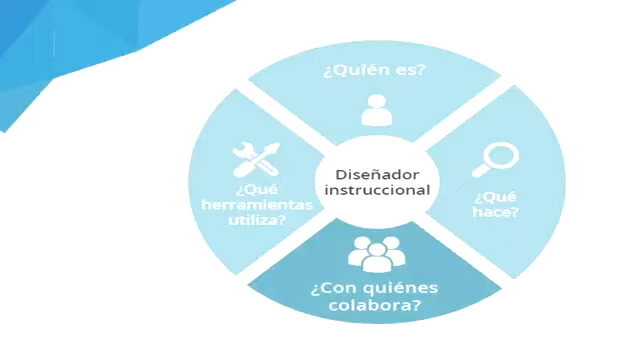 ¿Quién es?
¿Qué
herramientas
utiliza?
Diseñador
instruccional
¿Qué
hace?
¿Con quiénes
colabora?